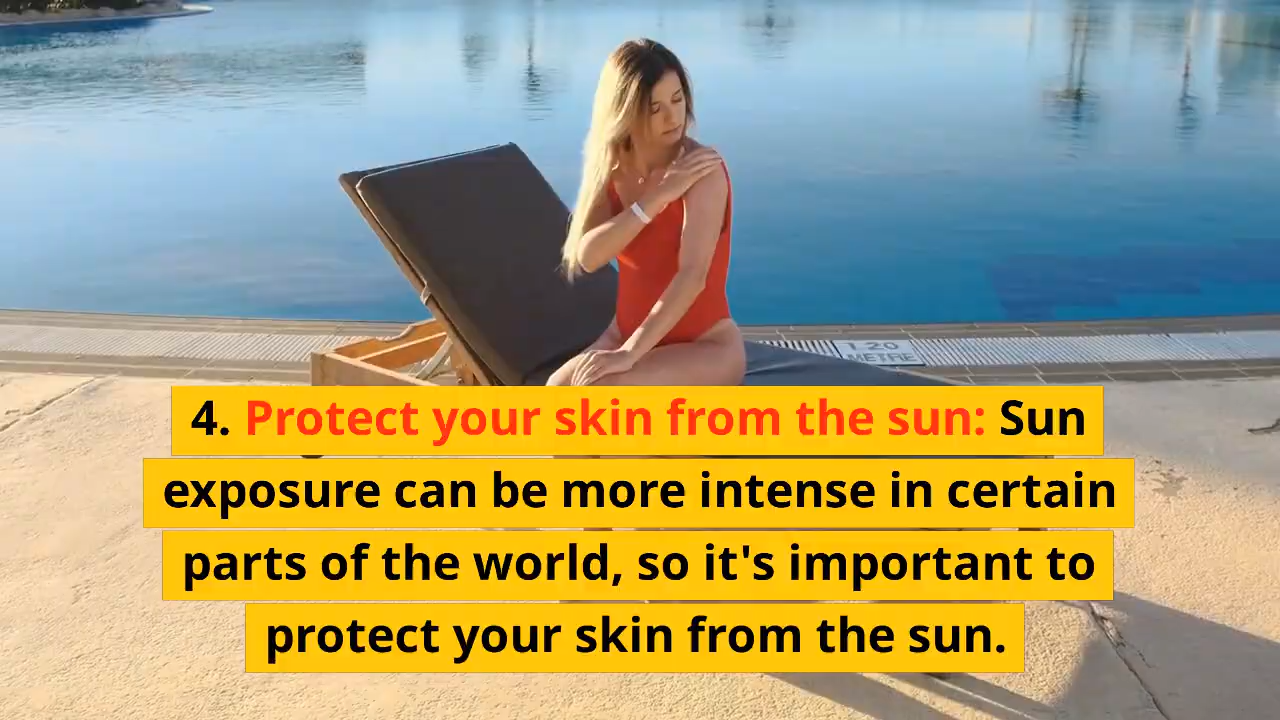 1.20
METRE
4. Protect your skin from the sun: Sun
exposure can be more intense in certain
parts of the world, so it's important to
protect your skin from the sun.